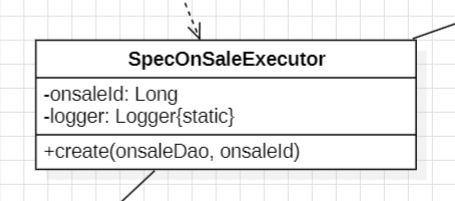 SpecOnSaleExecutor
-onsaleId: Long
-logger: Logger{static}
+create(onsaleDao, onsaleId)